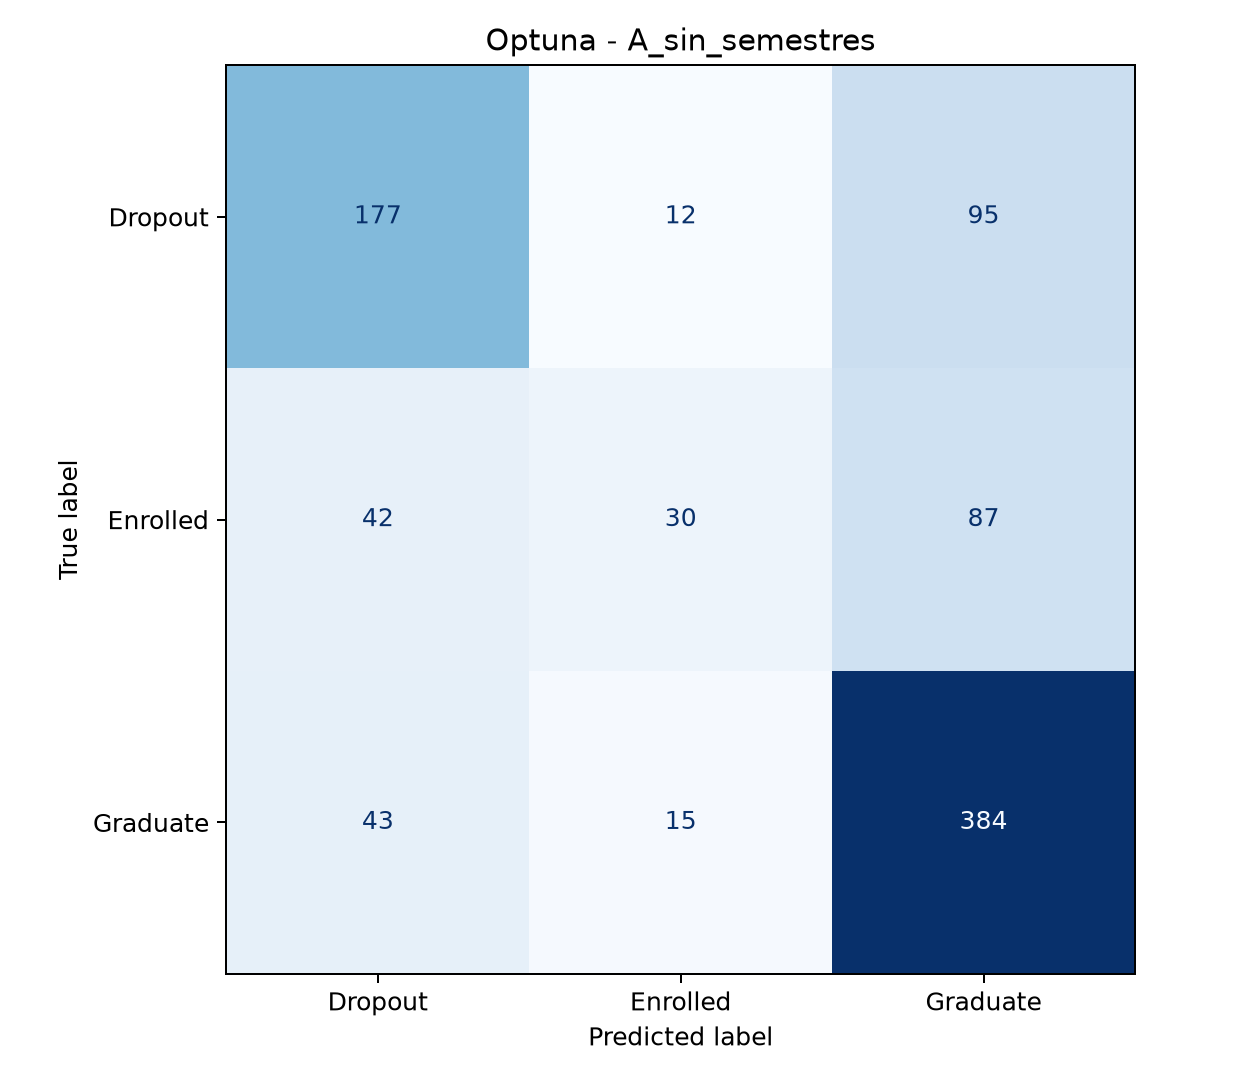 Optuna - A_sin_semestres
Dropout 177 12 95
Enrolled 42 30 87
Graduate 43 15 384
True label
Dropout Enrolled Graduate
Predicted label